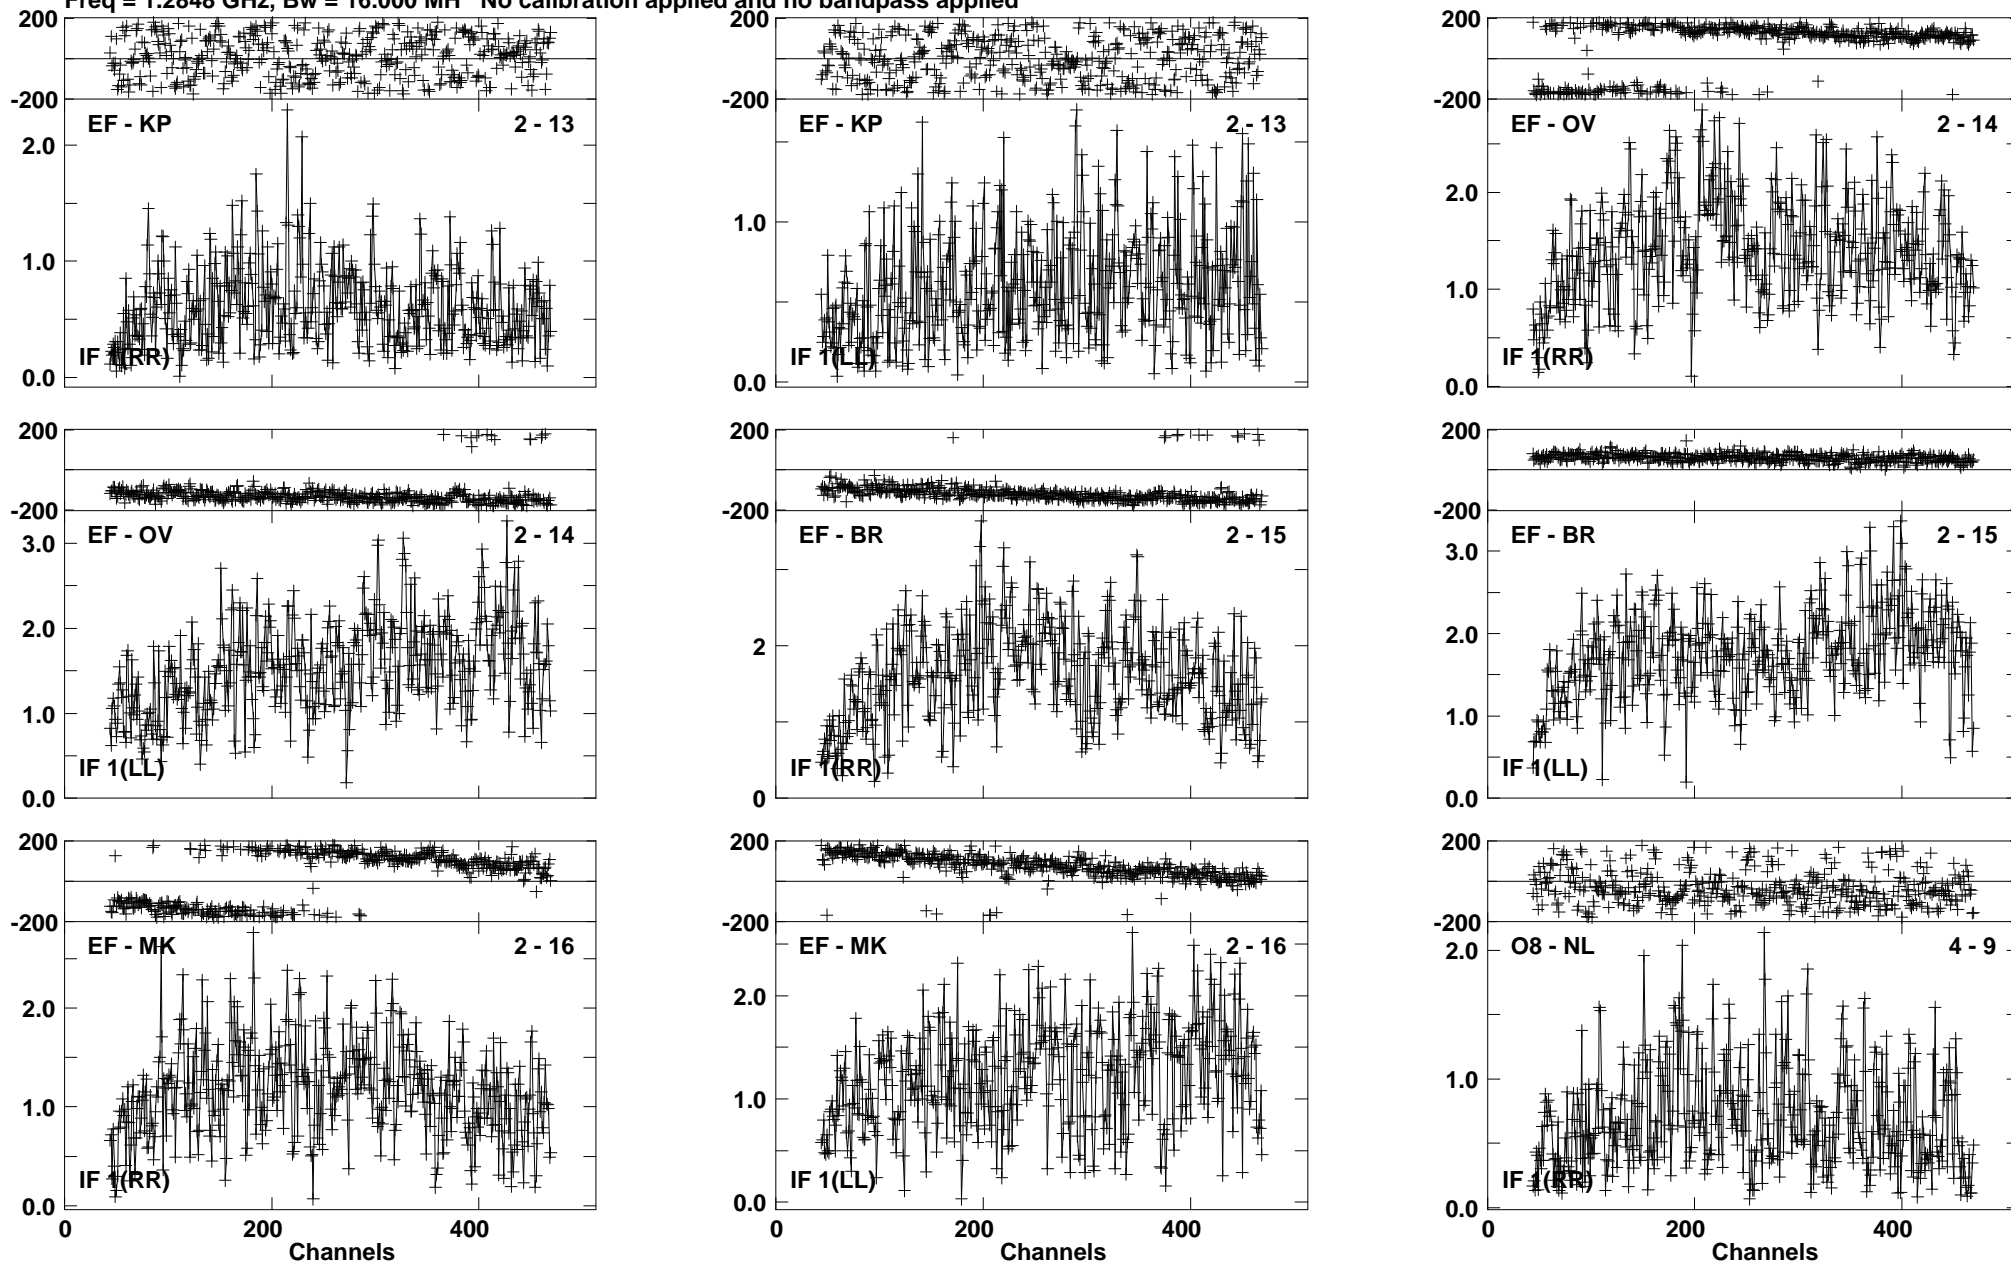 Freq = 1.2848 GHz, Bw = 16.000 MH No calibration applied and no bandpass applied
200
-200
EF - KP 2 - 13
2.0
1.0
0.0
IF 1(RR)
200
-200
EF - KP 2 - 13
1.0
0.0
IF 1(LL)
200
-200
EF - OV 2 - 14
2.0
1.0
0.0
IF 1(RR)
200
-200
EF - OV 2 - 14
3.0
2.0
1.0
0.0
IF 1(LL)
200
-200
EF - BR 2 - 15
2
0
IF 1(RR)
200
-200
EF - BR 2 - 15
3.0
2.0
1.0
0.0
IF 1(LL)
200
-200
EF - MK 2 - 16
2.0
1.0
0.0
IF 1(RR)
0 200 400
Channels
200
-200
EF - MK 2 - 16
2.0
1.0
0.0
IF 1(LL)
200
-200
O8 - NL 4 - 9
2.0
1.0
0.0
IF 1(RR)
0 200 400
Channels